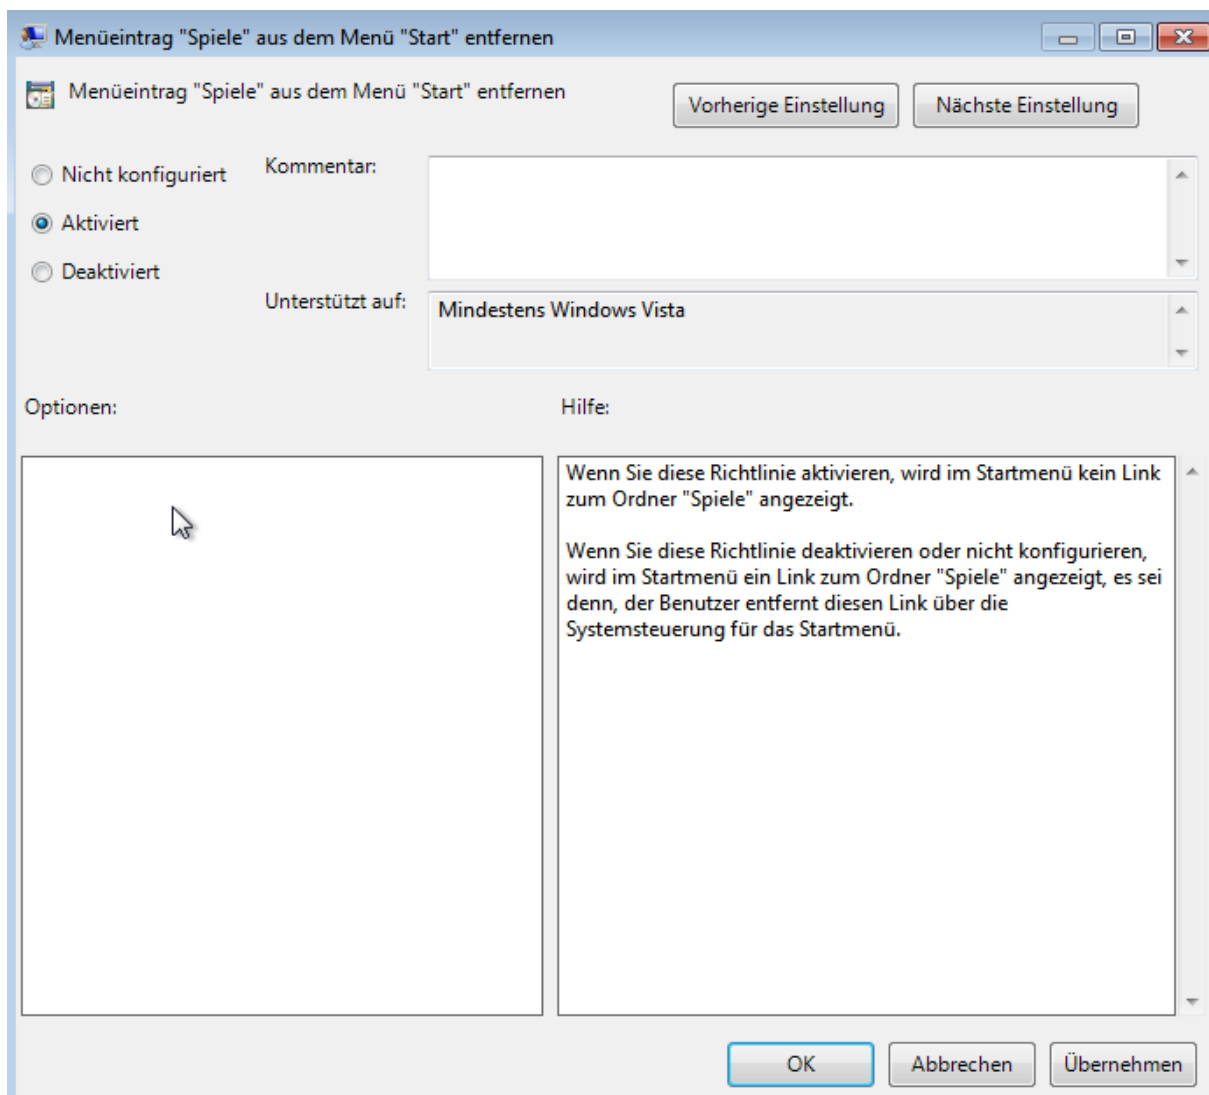 Menüeintrag "Spiele" aus dem Menü "Start" entfernen
Menüeintrag "Spiele" aus dem Menü "Start" entfernen
Vorherige Einstellung
Nächste Einstellung
Nicht konfiguriert
Aktiviert
Deaktiviert
Kommentar:
Unterstützt auf:
Mindestens Windows Vista
Optionen:
Hilfe:
Wenn Sie diese Richtlinie aktivieren, wird im Startmenü kein Link
zum Ordner "Spiele" angezeigt.
Wenn Sie diese Richtlinie deaktivieren oder nicht konfigurieren,
wird im Startmenü ein Link zum Ordner "Spiele" angezeigt, es sei
denn, der Benutzer entfernt diesen Link über die
Systemsteuerung für das Startmenü.
OK
Abbrechen
Übernehmen